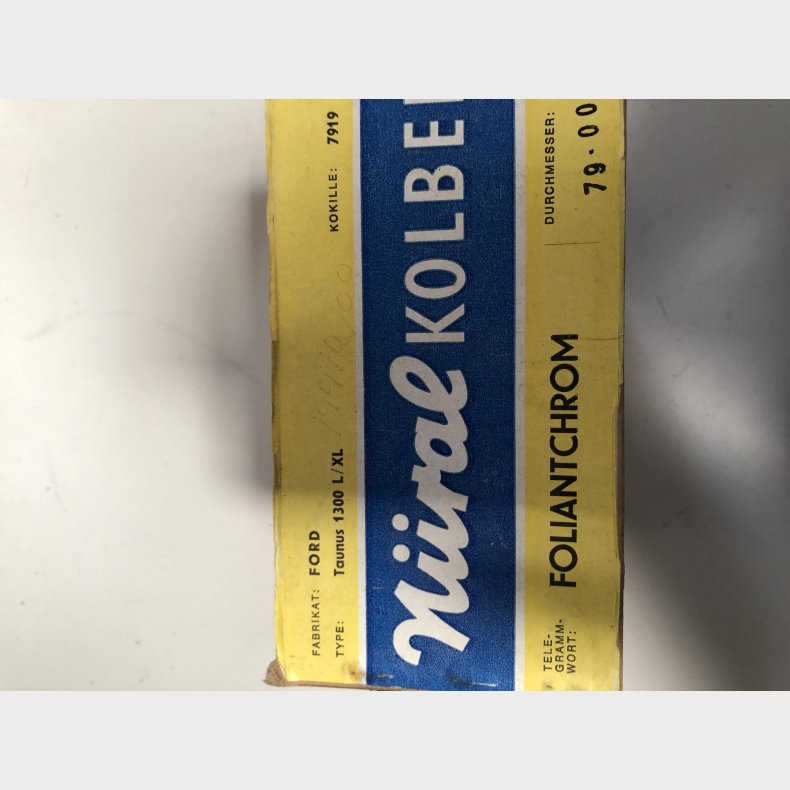 FABRIKAT: FORD
TYPE: Taunus 1300 L/XL KOKILLE: 7919
Nüral KOLBE
TELE-
GRAMM-
WORT: FOLIANTCHROM
DURCHMESSER:
79·00